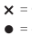 × =
● =